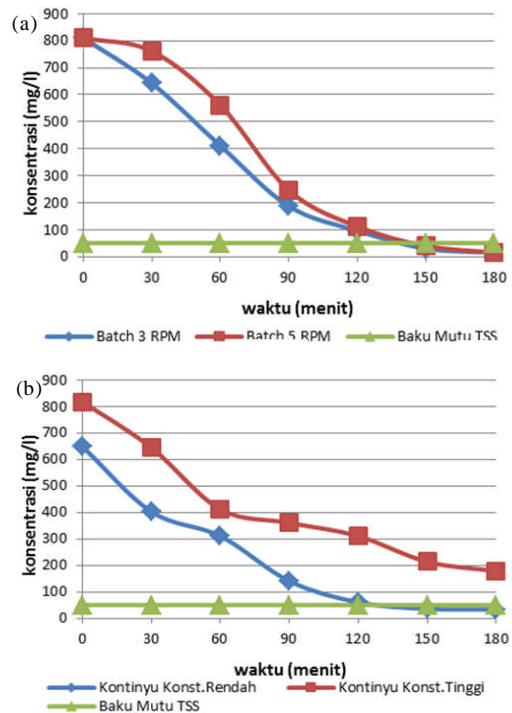 (a)
900
800
700
600
500
400
300
200
100
0
konsentrasi (mg/l)
0 30 60 90 120 150 180
waktu (menit)
Batch 3 RPM Batch 5 RPM Baku Mutu TSS
(b)
900
800
700
600
500
400
300
200
100
0
konsentrasi (mg/l)
0 30 60 90 120 150 180
waktu (menit)
Kontinyu Konst.Rendah Kontinyu Konst.Tinggi
Baku Mutu TSS